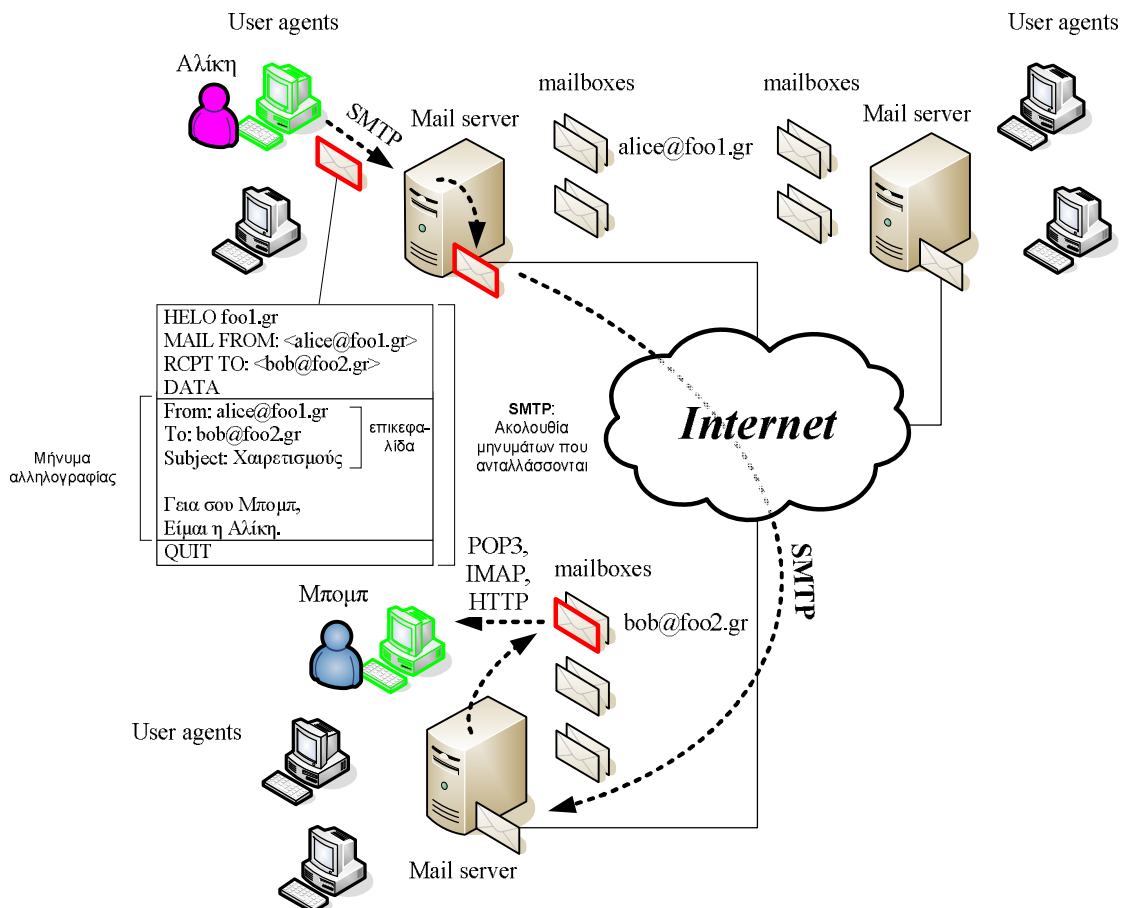 User agents
User agents
Αλίκη
SMTP
Mail server
mailboxes
mailboxes
Mail server
alice@foo1.gr
HELO foo1.gr
MAIL FROM: <alice@foo1.gr>
RCPT TO: <bob@foo2.gr>
DATA
From: alice@foo1.gr
To: bob@foo2.gr
Subject: Χαιρετισμούς
επικεφα-
λίδα
Γεια σου Μπομπ,
Είμαι η Αλίκη.
QUIT
Μήνυμα
αλληλογραφίας
SMTP:
Ακολουθία
μηνυμάτων που
ανταλλάσσονται
Internet
SMTP
POP3,
IMAP,
HTTP
mailboxes
Μπομπ
bob@foo2.gr
User agents
Mail server